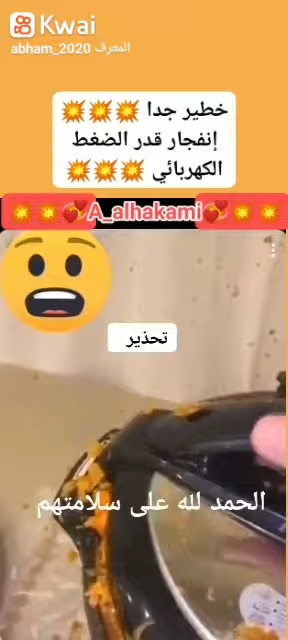 Kwai
abham_2020 المعرف
خطير جدا 💥💥💥
إنفجار قدر الضغط
الكهربائي 💥💥💥
💥💥💞A_alhakami💞💥💥
تحذير
الحمد لله على سلامتهم